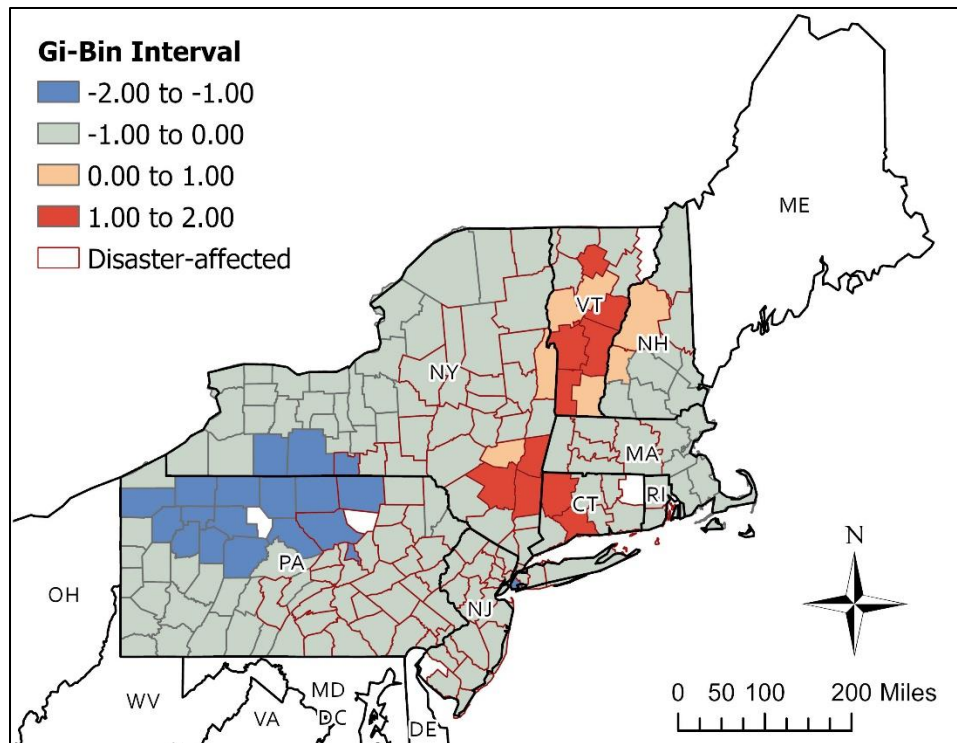 Gi-Bin Interval
-2.00 to -1.00
-1.00 to 0.00
0.00 to 1.00
1.00 to 2.00
Disaster-affected
ME
VT
NH
NY
MA
CT
RI
PA
NJ
OH
WV
VA
MD
DC
DE
N
0 50 100 200 Miles